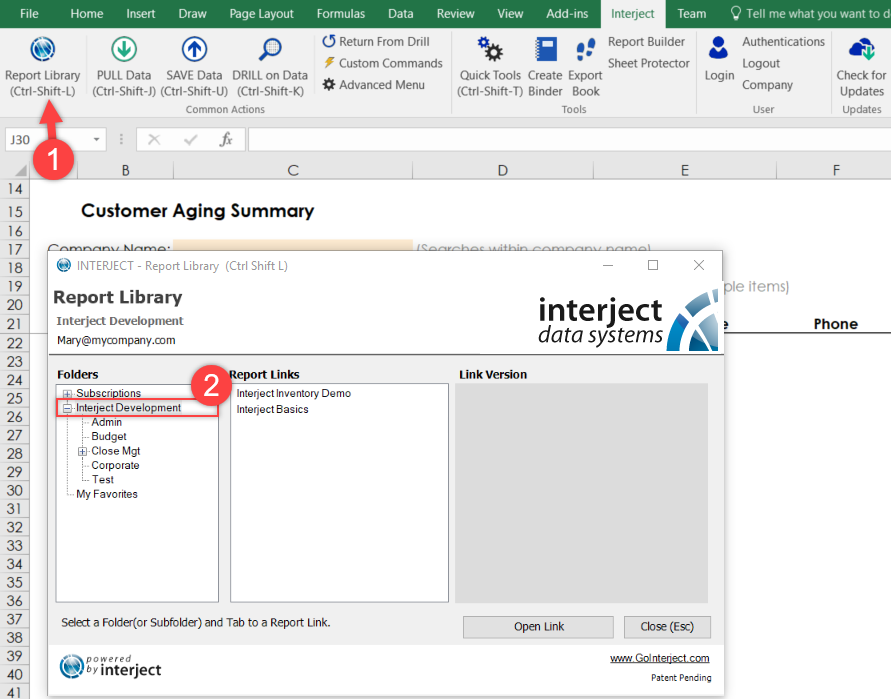 File Home Insert Draw Page Layout Formulas Data Review View Add-ins Interject Team Tell me what you want to d
Report Library PULL Data SAVE Data DRILL on Data Return From Drill Quick Tools Create Export Report Builder Login Authentications Check for
(Ctrl-Shift-L) (Ctrl-Shift-J) (Ctrl-Shift-U) (Ctrl-Shift-K) Custom Commands (Ctrl-Shift-T) Binder Book Sheet Protector Logout Updates
Advanced Menu Company
Common Actions Tools User Updates
J30 fx
1
B C D E F
14
15 Customer Aging Summary
16
17 Company Name: (Searches within company name)
18 INTERJECT - Report Library (Ctrl Shift L)
19 ple items)
20 Report Library
interject
data systems
21 Interject Development e Phone
22 Mary@mycompany.com
23
24 Folders 2 Report Links Link Version
25 Subscriptions Interject Inventory Demo
26 Interject Development Interject Basics
Admin
27 Budget
28 Close Mgt
29 Corporate
Test
30 My Favorites
31
32
33
34
35
36
37 Select a Folder(or Subfolder) and Tab to a Report Link. Open Link Close (Esc)
38
39 powered www.GoInterject.com
40 by interject Patent Pending
41